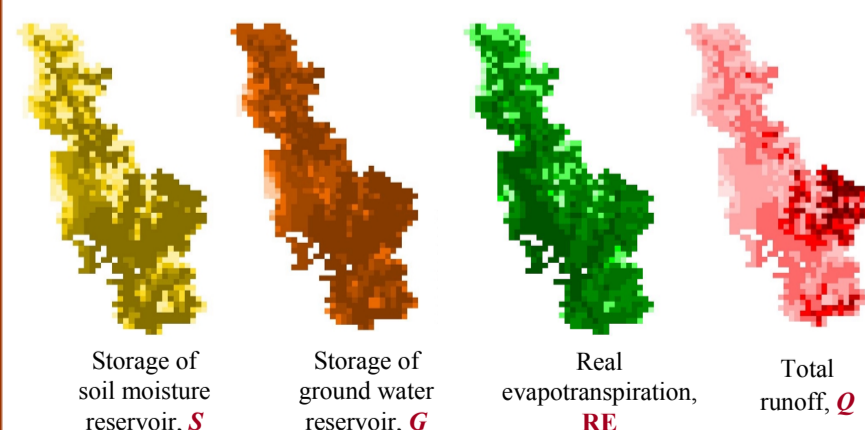 Storage of
soil moisture
reservoir, S
Storage of
ground water
reservoir, G
Real
evapotranspiration,
RE
Total
runoff, Q